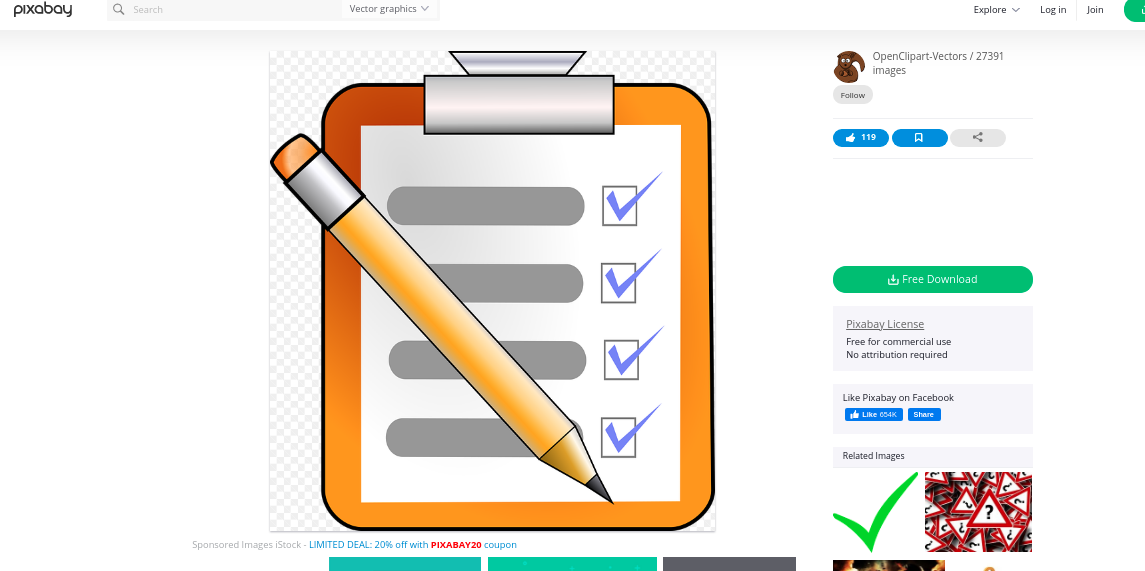 pixabay
Search
Vector graphics
Explore
Log in
Join
OpenClipart-Vectors / 27391
images
Follow
119
Free Download
Pixabay License
Free for commercial use
No attribution required
Like Pixabay on Facebook
Like 654K
Share
Related Images
?
Sponsored Images iStock - LIMITED DEAL: 20% off with PIXABAY20 coupon